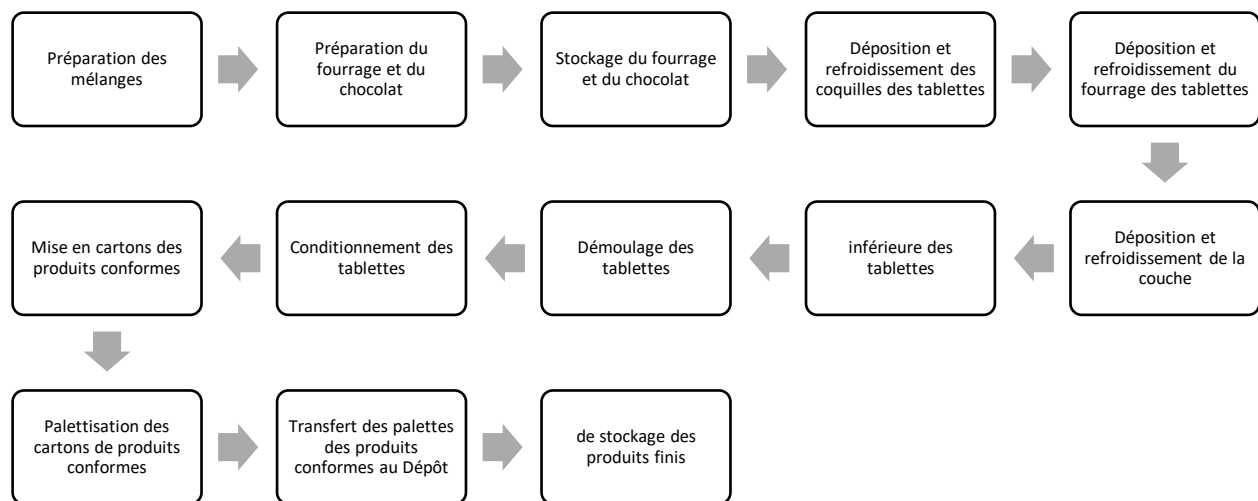 Préparation des
mélanges
Préparation du
fourrage et du
chocolat
Stockage du fourrage
et du chocolat
Déposition et
refroidissement des
coquilles des tablettes
Déposition et
refroidissement du
fourrage des tablettes
Déposition et
refroidissement de la
couche
inférieure des
tablettes
Démoulage des
tablettes
Conditionnement des
tablettes
Mise en cartons des
produits conformes
Palettisation des
cartons de produits
conformes
Transfert des palettes
des produits
conformes au Dépôt
de stockage des
produits finis